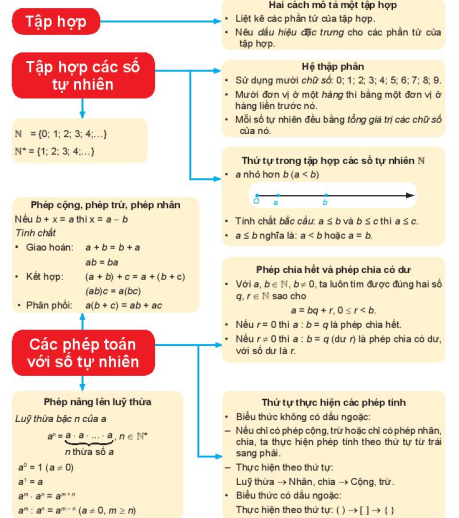 Tập hợp
Hai cách mô tả một tập hợp
• Liệt kê các phần tử của tập hợp.
• Nêu dấu hiệu đặc trưng cho các phần tử của
tập hợp.
Tập hợp các số
tự nhiên
ℕ = {0; 1; 2; 3; 4;...}
ℕ* = {1; 2; 3; 4;...}
Hệ thập phân
• Sử dụng mười chữ số: 0; 1; 2; 3; 4; 5; 6; 7; 8; 9.
• Mười đơn vị ở một hàng thì bằng một đơn vị ở
hàng liền trước nó.
• Mỗi số tự nhiên đều bằng tổng giá trị các chữ số
của nó.
Thứ tự trong tập hợp các số tự nhiên ℕ
• a nhỏ hơn b (a < b)
O a b
• Tính chất bắc cầu: a ≤ b và b ≤ c thì a ≤ c.
• a ≤ b nghĩa là: a < b hoặc a = b.
Phép cộng, phép trừ, phép nhân
Nếu b + x = a thì x = a – b
Tính chất
• Giao hoán: a + b = b + a
ab = ba
• Kết hợp: (a + b) + c = a + (b + c)
(ab)c = a(bc)
• Phân phối: a(b + c) = ab + ac
Phép chia hết và phép chia có dư
• Với a, b ∈ ℕ, b ≠ 0, ta luôn tìm được đúng hai số
q, r ∈ ℕ sao cho
a = bq + r, 0 ≤ r < b.
• Nếu r = 0 thì a : b = q là phép chia hết.
• Nếu r ≠ 0 thì a : b = q (dư r) là phép chia có dư,
với số dư là r.
Các phép toán
với số tự nhiên
Phép nâng lên luỹ thừa
Luỹ thừa bậc n của a
aⁿ = a · a · ... · a, n ∈ ℕ*
n thừa số a
a⁰ = 1 (a ≠ 0)
a¹ = a
aᵐ · aⁿ = aᵐ⁺ⁿ
aᵐ : aⁿ = aᵐ⁻ⁿ (a ≠ 0, m ≥ n)
Thứ tự thực hiện các phép tính
• Biểu thức không có dấu ngoặc:
– Nếu chỉ có phép cộng, trừ hoặc chỉ có phép nhân,
chia, ta thực hiện phép tính theo thứ tự từ trái
sang phải.
– Thực hiện theo thứ tự:
Luỹ thừa → Nhân, chia → Cộng, trừ.
• Biểu thức có dấu ngoặc:
Thực hiện theo thứ tự: ( ) → [ ] → { }